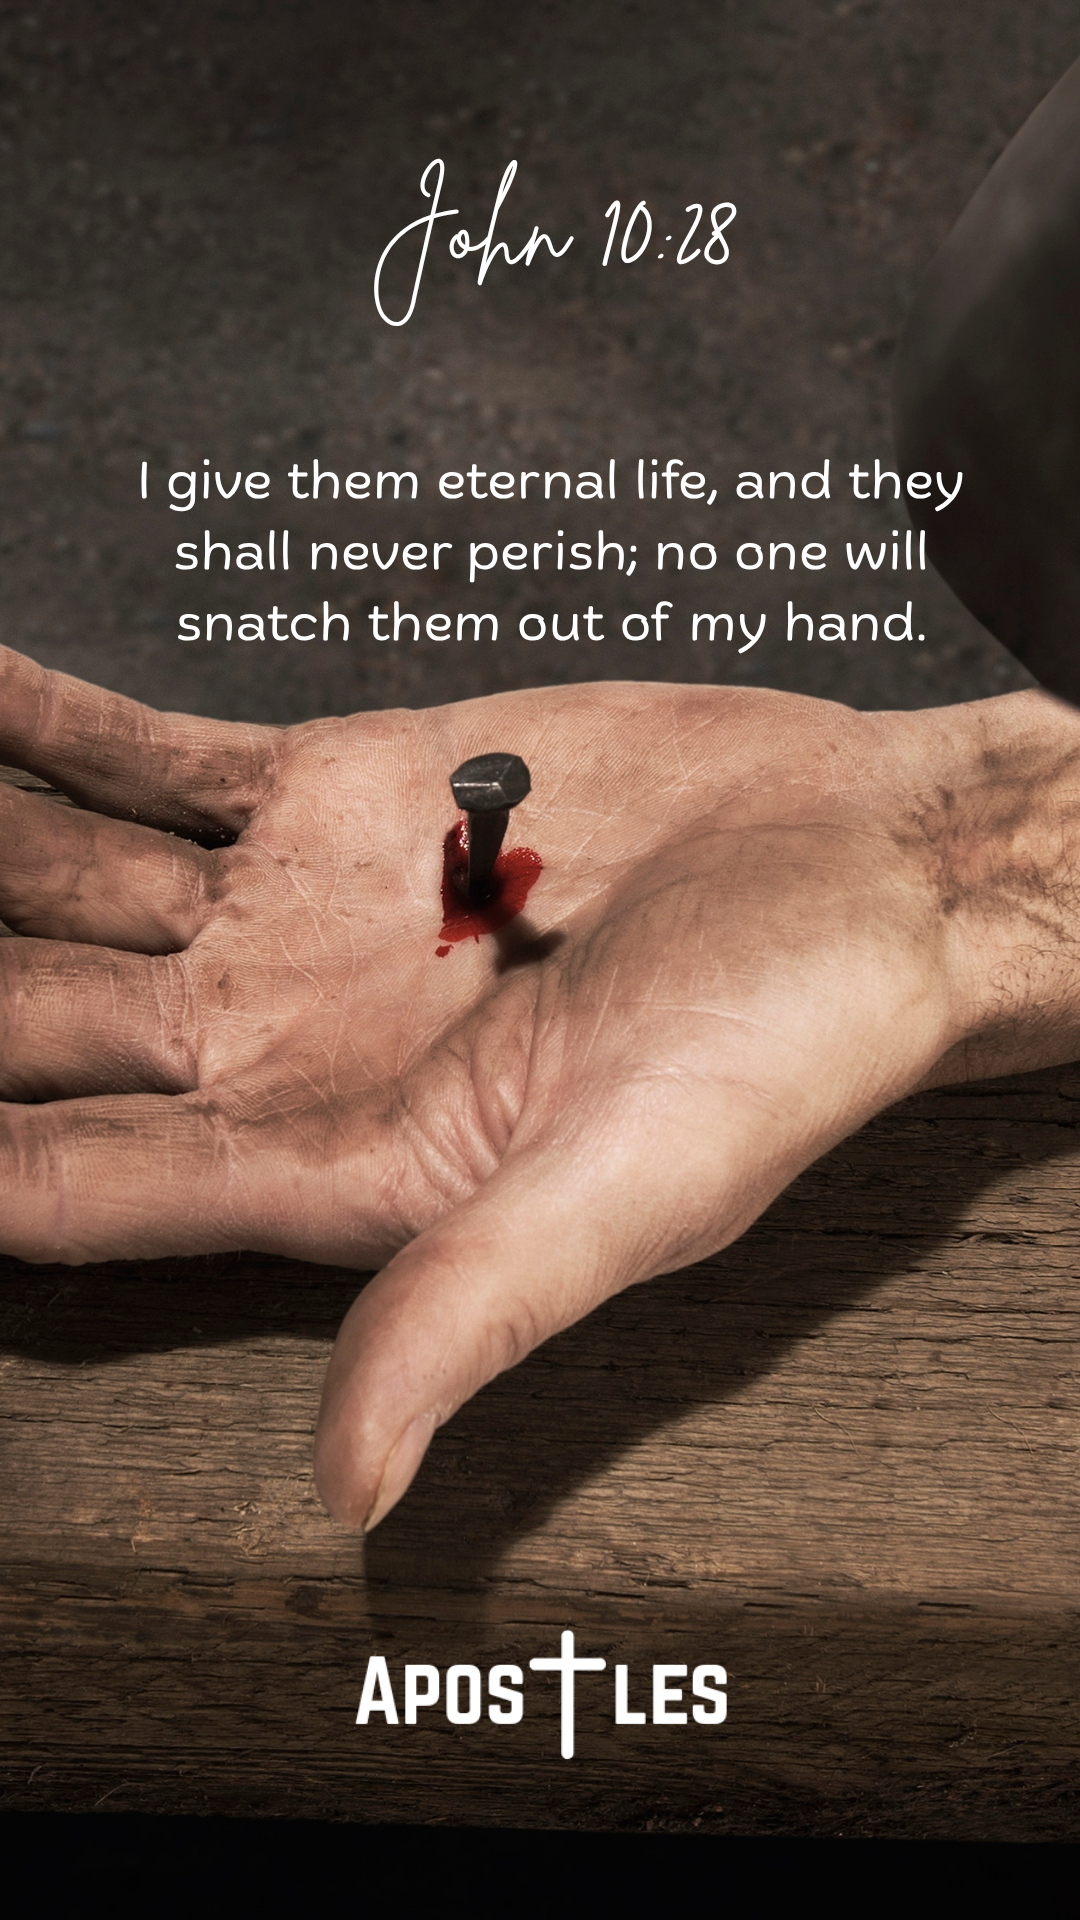 John 10:28
I give them eternal life, and they
shall never perish; no one will
snatch them out of my hand.
APOSTLES